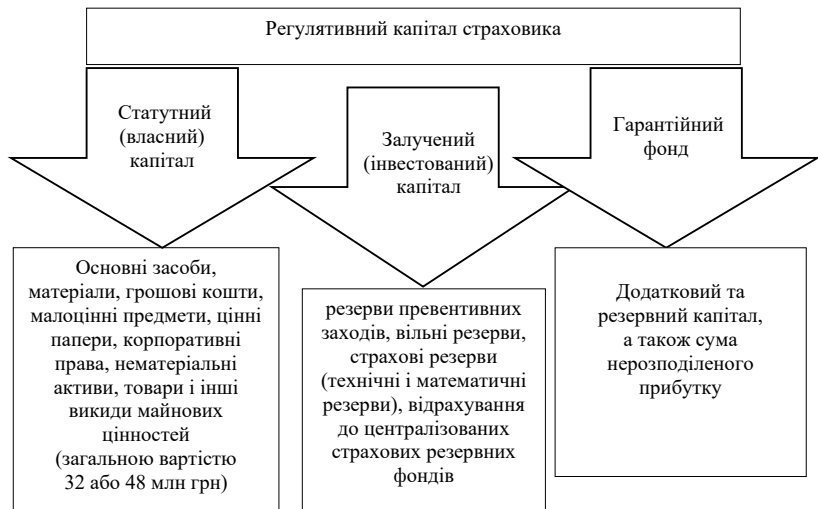 Регулятивний капітал страховика
Статутний
(власний)
капітал
Залучений
(інвестований)
капітал
Гарантійний
фонд
Основні засоби,
матеріали, грошові кошти,
малоцінні предмети, цінні
папери, корпоративні
права, нематеріальні
активи, товари і інші
викиди майнових
цінностей
(загальною вартістю
32 або 48 млн грн)
резерви превентивних
заходів, вільні резерви,
страхові резерви
(технічні і математичні
резерви), відрахування
до централізованих
страхових резервних
фондів
Додатковий та
резервний капітал,
а також сума
нерозподіленого
прибутку